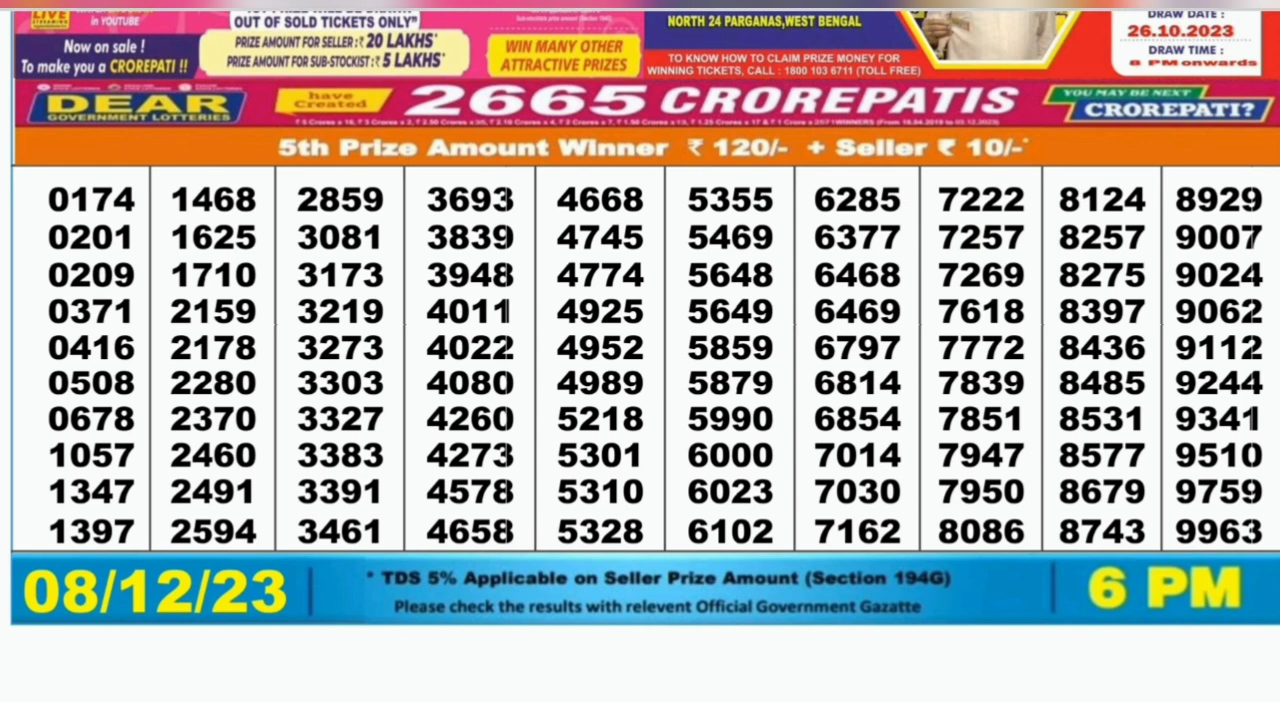 LIVE
in YOUTUBE
OUT OF SOLD TICKETS ONLY"
PRIZE AMOUNT FOR SELLER : ₹ 20 LAKHS*
PRIZE AMOUNT FOR SUB-STOCKIST : ₹ 5 LAKHS*
Now on sale !
To make you a CROREPATI !!
WIN MANY OTHER
ATTRACTIVE PRIZES
NORTH 24 PARGANAS,WEST BENGAL
TO KNOW HOW TO CLAIM PRIZE MONEY FOR
WINNING TICKETS, CALL : 1800 103 6711 (TOLL FREE)
DRAW DATE :
26.10.2023
DRAW TIME :
8 PM onwards
DEAR
GOVERNMENT LOTTERIES
have
Created
2665 CROREPATIS
YOU MAY BE NEXT
CROREPATI?
5th Prize Amount Winner ₹ 120/- + Seller ₹ 10/-*
0174 1468 2859 3693 4668 5355 6285 7222 8124 8929
0201 1625 3081 3839 4745 5469 6377 7257 8257 9007
0209 1710 3173 3948 4774 5648 6468 7269 8275 9024
0371 2159 3219 4011 4925 5649 6469 7618 8397 9062
0416 2178 3273 4022 4952 5859 6797 7772 8436 9112
0508 2280 3303 4080 4989 5879 6814 7839 8485 9244
0678 2370 3327 4260 5218 5990 6854 7851 8531 9341
1057 2460 3383 4273 5301 6000 7014 7947 8577 9510
1347 2491 3391 4578 5310 6023 7030 7950 8679 9759
1397 2594 3461 4658 5328 6102 7162 8086 8743 9963
08/12/23
* TDS 5% Applicable on Seller Prize Amount (Section 194G)
Please check the results with relevent Official Government Gazatte
6 PM